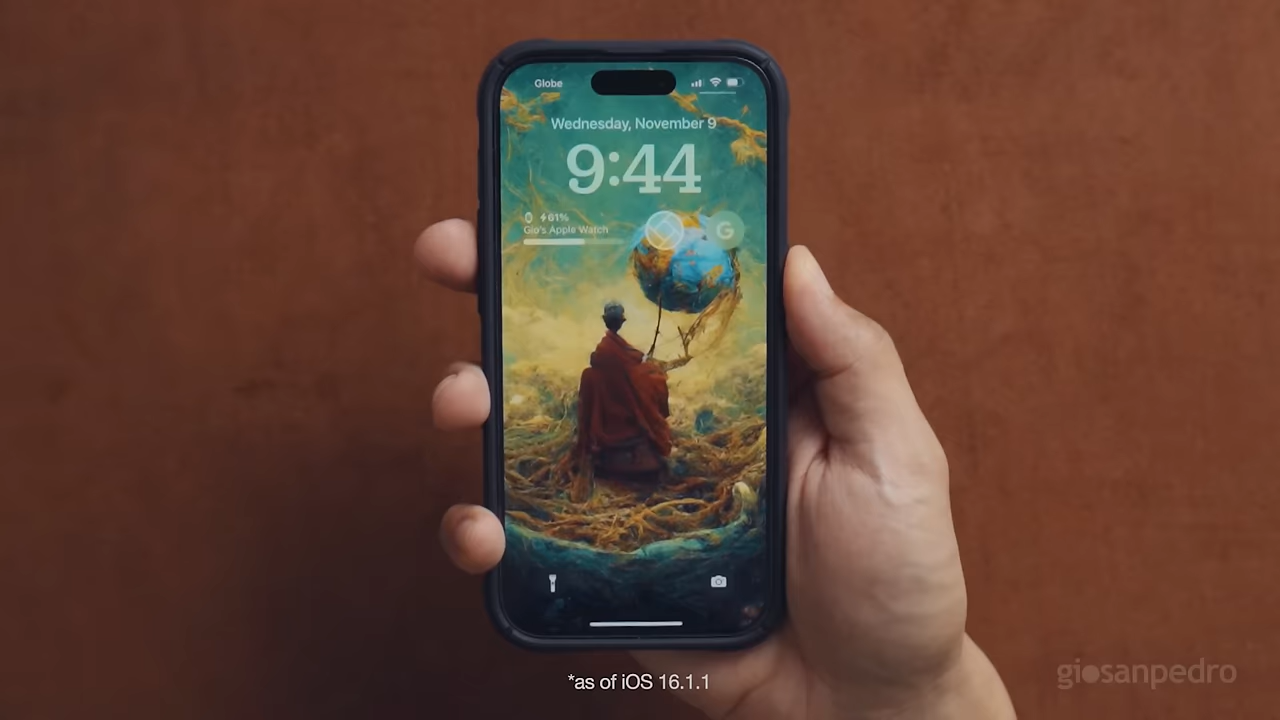 Globe
Wednesday, November 9
9:44
61%
Gio's Apple Watch
G
*as of iOS 16.1.1
giosanpedro